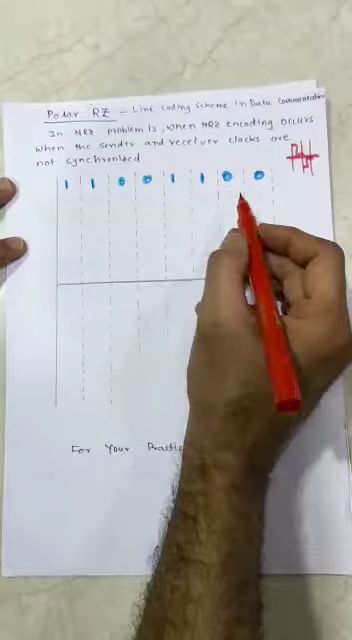 Polar RZ - Line Coding Scheme in Data Communication
In NRZ problem is, when NRZ encoding occurs
when the sender and receiver clocks are
not synchronized
1 1 0 0 1 1 0 0
For Your Practic